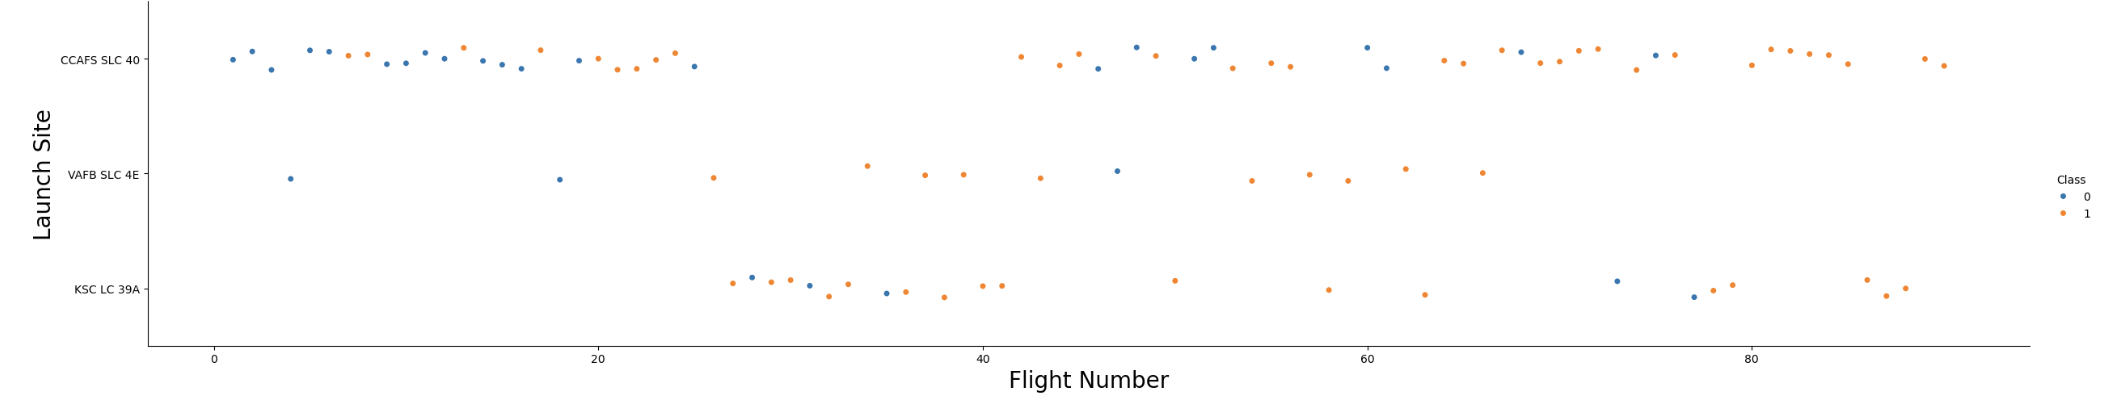 Launch Site
CCAFS SLC 40
VAFB SLC 4E
KSC LC 39A
0 20 40 60 80
Flight Number
Class
0
1